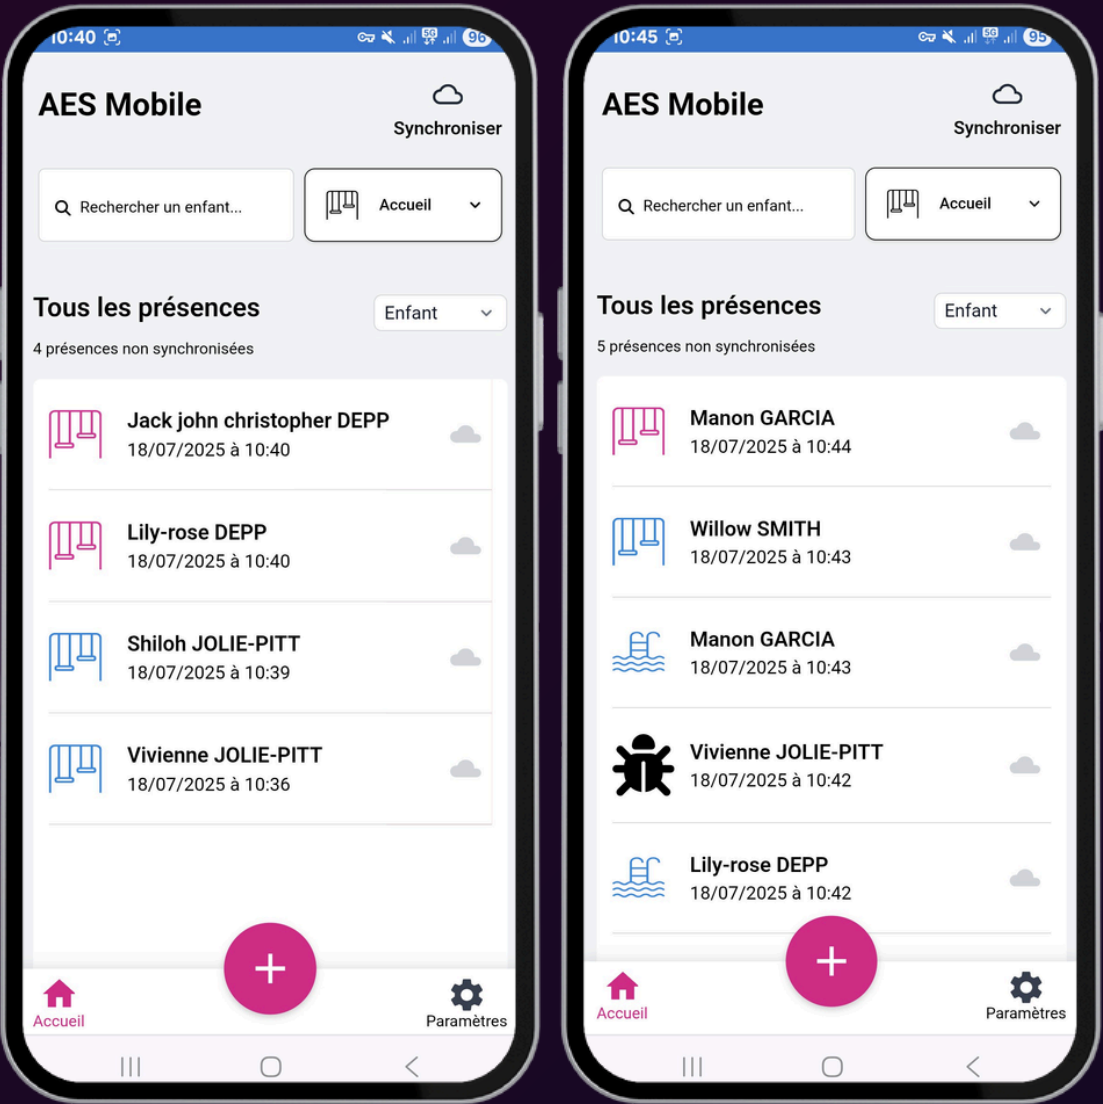 10:40
5G
96
AES Mobile
Synchroniser
Rechercher un enfant...
Accueil
Tous les présences
Enfant
4 présences non synchronisées
Jack john christopher DEPP
18/07/2025 à 10:40
Lily-rose DEPP
18/07/2025 à 10:40
Shiloh JOLIE-PITT
18/07/2025 à 10:39
Vivienne JOLIE-PITT
18/07/2025 à 10:36
Accueil
Paramètres
10:45
5G
95
AES Mobile
Synchroniser
Rechercher un enfant...
Accueil
Tous les présences
Enfant
5 présences non synchronisées
Manon GARCIA
18/07/2025 à 10:44
Willow SMITH
18/07/2025 à 10:43
Manon GARCIA
18/07/2025 à 10:43
Vivienne JOLIE-PITT
18/07/2025 à 10:42
Lily-rose DEPP
18/07/2025 à 10:42
Accueil
Paramètres